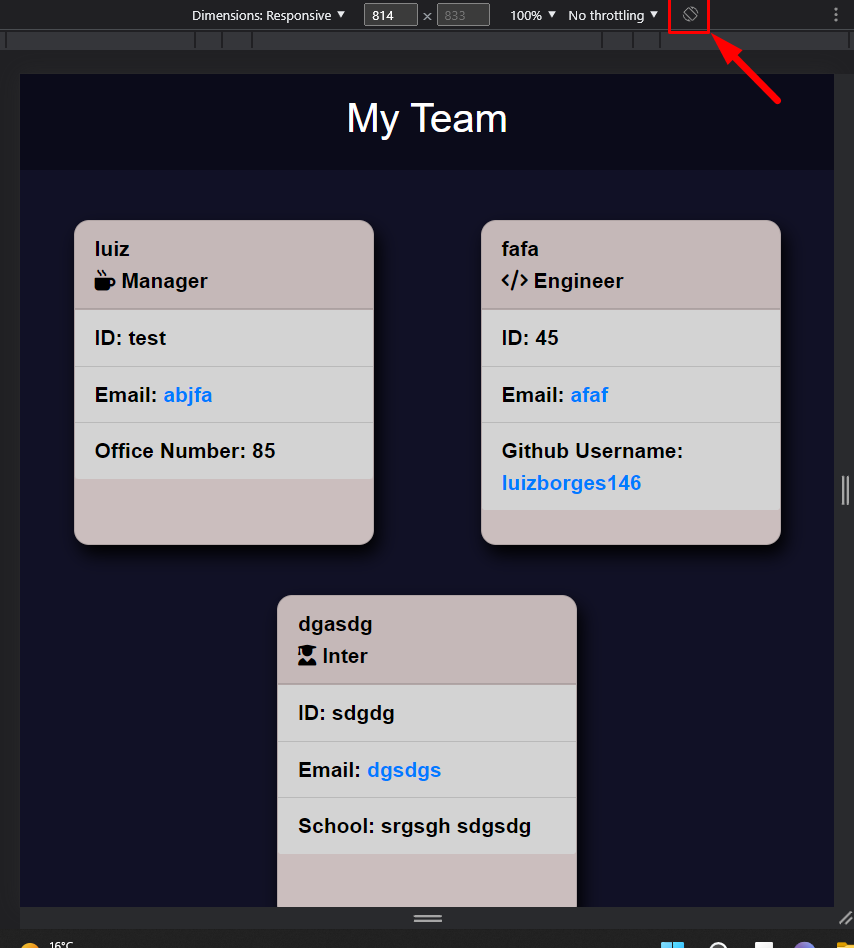 Dimensions: Responsive ▼ 814 × 833 100% ▼ No throttling ▼
My Team
luiz
Manager
ID: test
Email: abjfa
Office Number: 85
fafa
Engineer
ID: 45
Email: afaf
Github Username:
luizborges146
dgasdg
Inter
ID: sdgdg
Email: dgsdgs
School: srgsgh sdgsdg
16°C